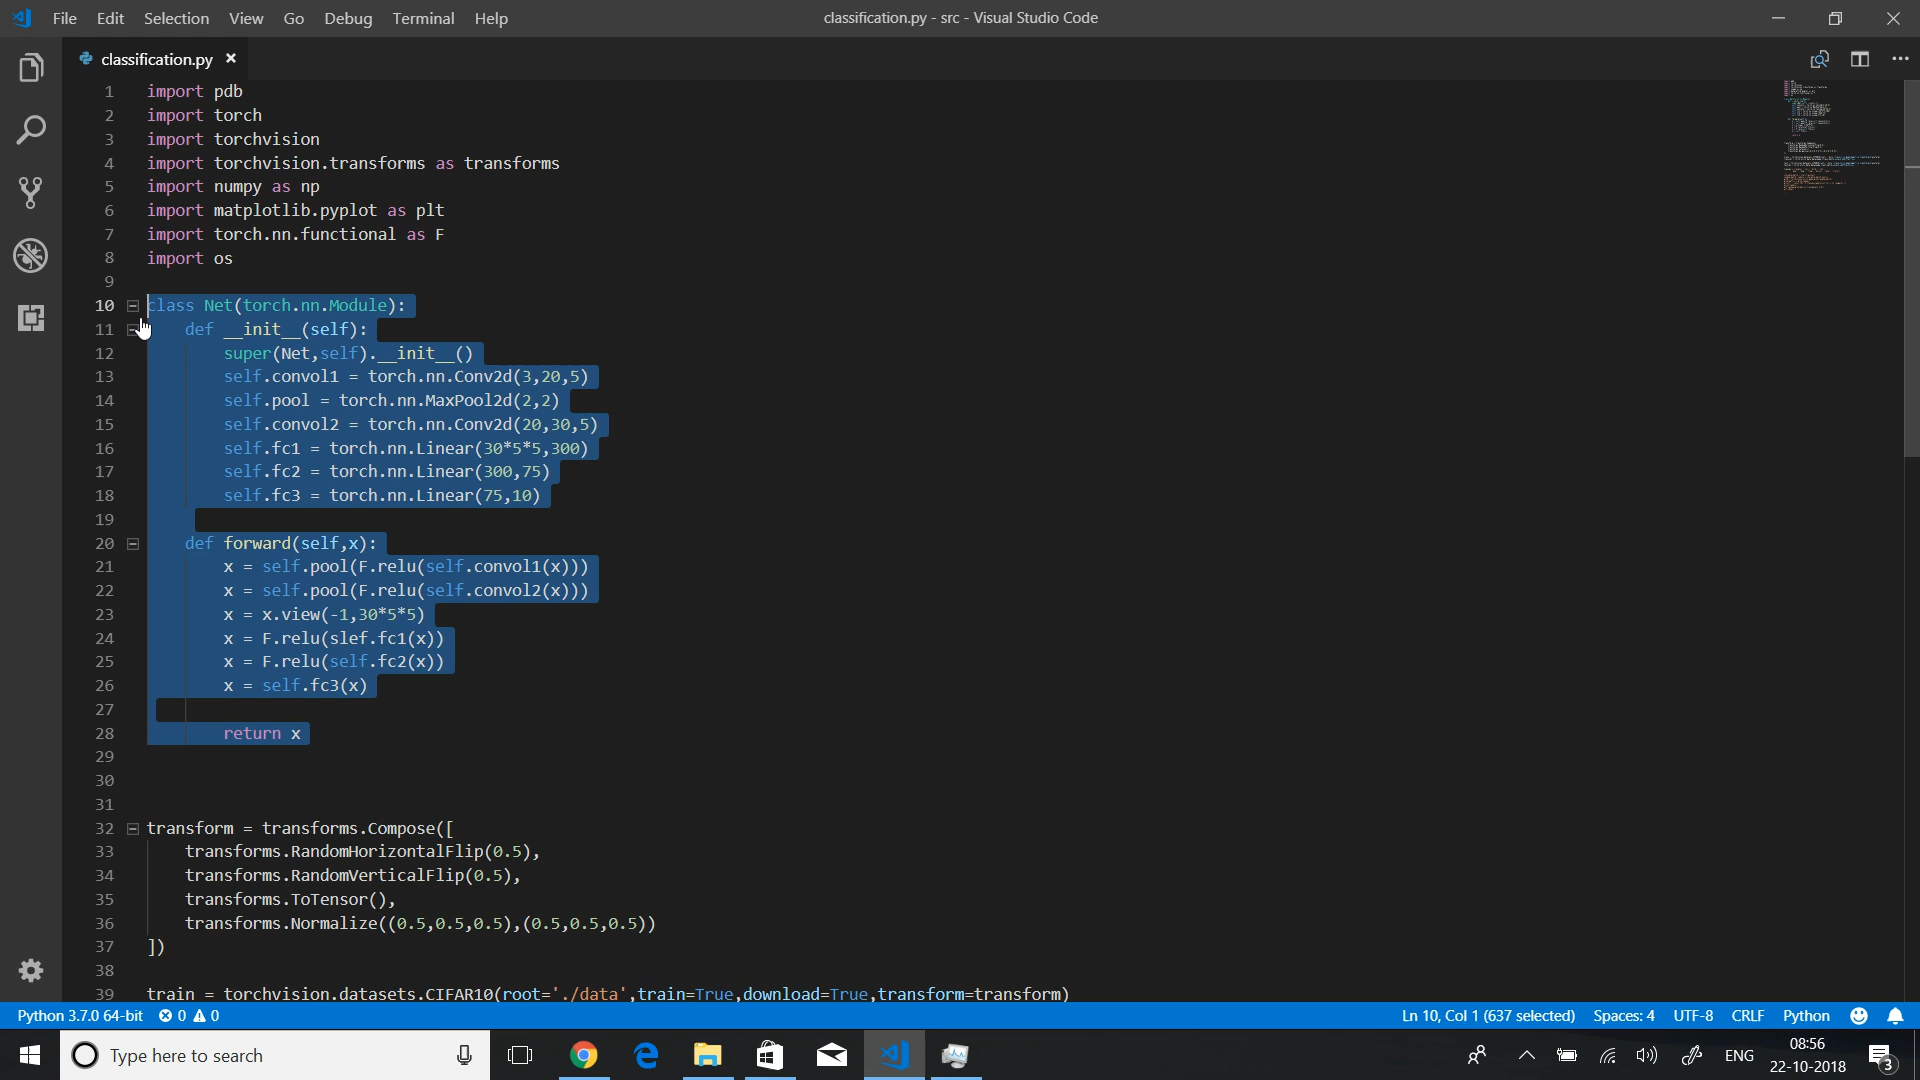 File Edit Selection View Go Debug Terminal Help
classification.py - src - Visual Studio Code
classification.py
1 import pdb
2 import torch
3 import torchvision
4 import torchvision.transforms as transforms
5 import numpy as np
6 import matplotlib.pyplot as plt
7 import torch.nn.functional as F
8 import os
9
10 class Net(torch.nn.Module):
11 def __init__(self):
12 super(Net,self).__init__()
13 self.convol1 = torch.nn.Conv2d(3,20,5)
14 self.pool = torch.nn.MaxPool2d(2,2)
15 self.convol2 = torch.nn.Conv2d(20,30,5)
16 self.fc1 = torch.nn.Linear(30*5*5,300)
17 self.fc2 = torch.nn.Linear(300,75)
18 self.fc3 = torch.nn.Linear(75,10)
19
20 def forward(self,x):
21 x = self.pool(F.relu(self.convol1(x)))
22 x = self.pool(F.relu(self.convol2(x)))
23 x = x.view(-1,30*5*5)
24 x = F.relu(slef.fc1(x))
25 x = F.relu(self.fc2(x))
26 x = self.fc3(x)
27
28 return x
29
30
31
32 transform = transforms.Compose([
33 transforms.RandomHorizontalFlip(0.5),
34 transforms.RandomVerticalFlip(0.5),
35 transforms.ToTensor(),
36 transforms.Normalize((0.5,0.5,0.5),(0.5,0.5,0.5))
37 ])
38
39 train = torchvision.datasets.CIFAR10(root='./data',train=True,download=True,transform=transform)
Python 3.7.0 64-bit 0 0 Ln 10, Col 1 (637 selected) Spaces: 4 UTF-8 CRLF Python
Type here to search
ENG
08:56
22-10-2018
3